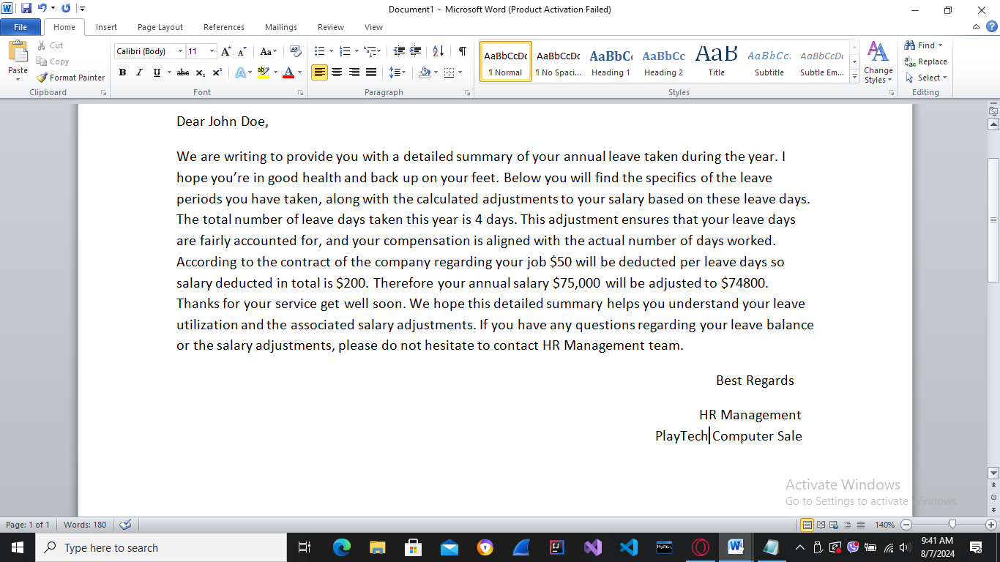 Document1 - Microsoft Word (Product Activation Failed)
File Home Insert Page Layout References Mailings Review View
Paste
Cut
Copy
Format Painter
Clipboard
Calibri (Body) 11
Font
Paragraph
AaBbCcDc AaBbCcDc AaBbC AaBbCc AaB AaBbCc. AaBbCcDc
¶ Normal ¶ No Spaci... Heading 1 Heading 2 Title Subtitle Subtle Em...
Change
Styles
Styles
Find
Replace
Select
Editing
Dear John Doe,
We are writing to provide you with a detailed summary of your annual leave taken during the year. I
hope you’re in good health and back up on your feet. Below you will find the specifics of the leave
periods you have taken, along with the calculated adjustments to your salary based on these leave days.
The total number of leave days taken this year is 4 days. This adjustment ensures that your leave days
are fairly accounted for, and your compensation is aligned with the actual number of days worked.
According to the contract of the company regarding your job $50 will be deducted per leave days so
salary deducted in total is $200. Therefore your annual salary $75,000 will be adjusted to $74800.
Thanks for your service get well soon. We hope this detailed summary helps you understand your leave
utilization and the associated salary adjustments. If you have any questions regarding your leave balance
or the salary adjustments, please do not hesitate to contact HR Management team.
Best Regards
HR Management
PlayTech Computer Sale
Activate Windows
Go to Settings to activate Windows.
Page: 1 of 1 Words: 180 140%
Type here to search
9:41 AM
8/7/2024